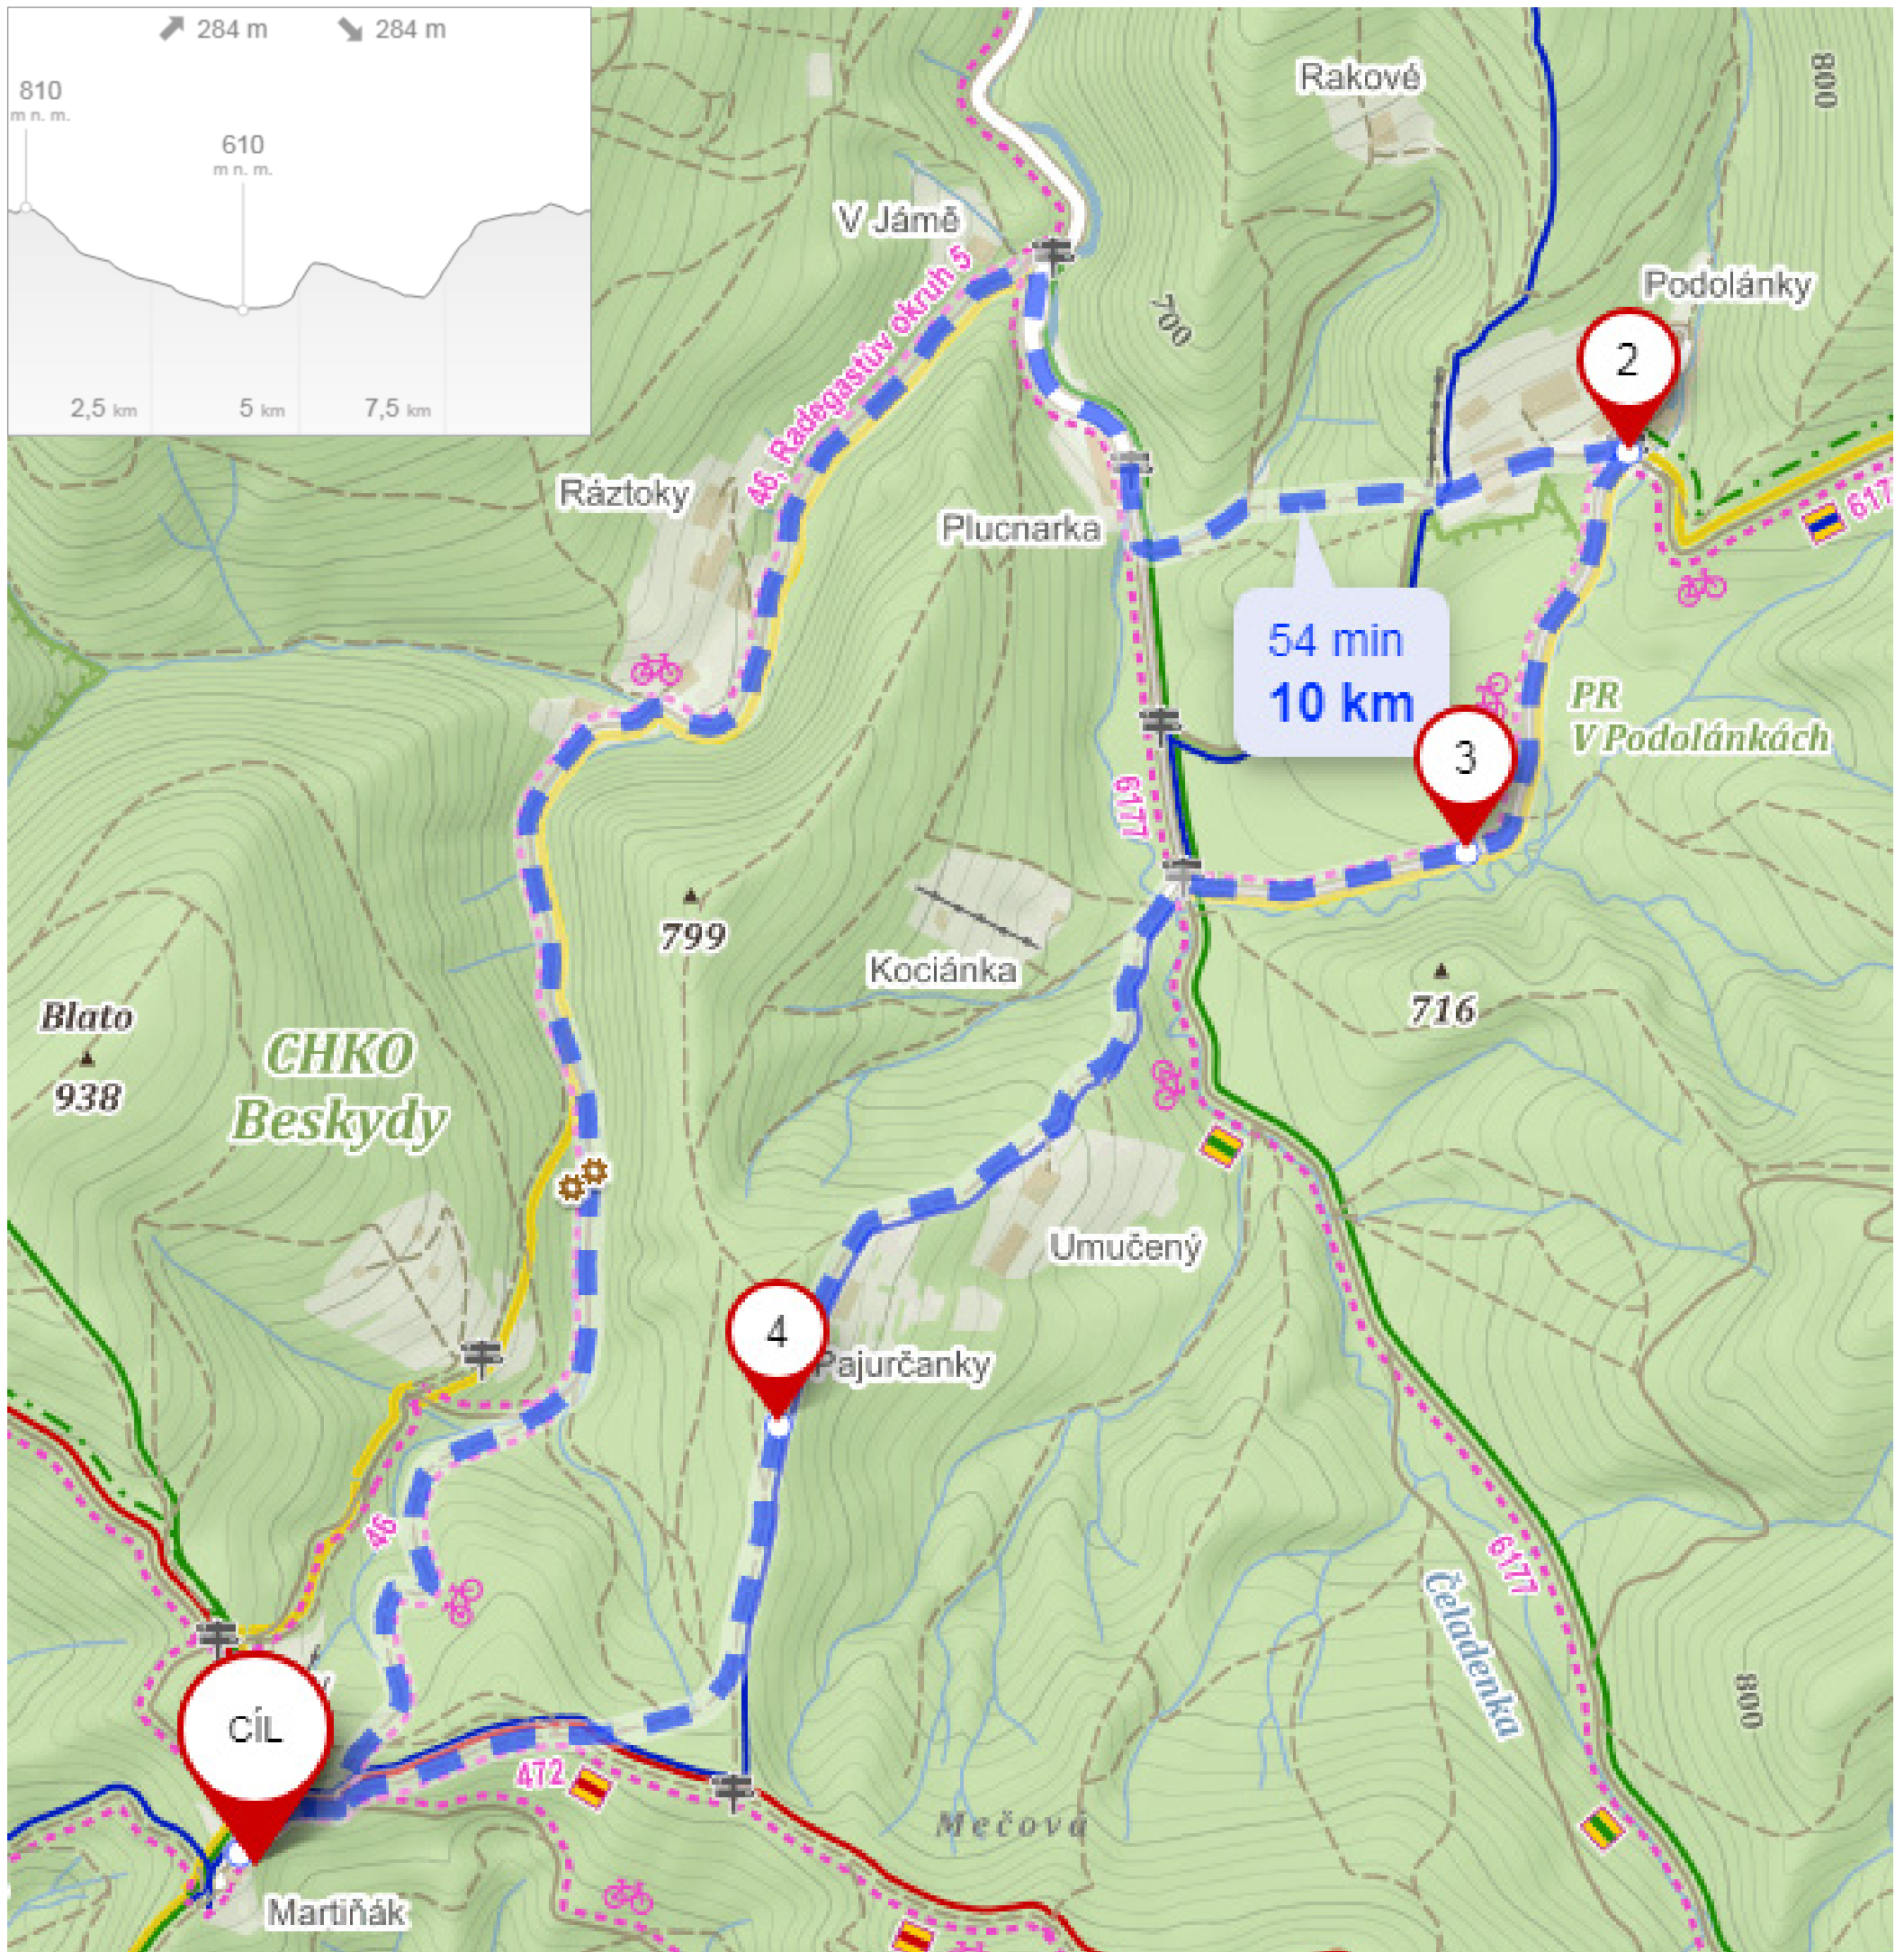 284 m 284 m
810
m n. m.
610
m n. m.
2,5 km 5 km 7,5 km
Rakové
800
V Jámě
46, Radegastův okruh 5
700
Podolánky
2
Ráztoky
Plucnarka
617
54 min
10 km
PR
V Podolánkách
3
6177
799
Kociánka
716
Blato
938
CHKO
Beskydy
Umučený
4
Pajurčanky
46
6177
Čeladenka
800
CÍL
472
Mečová
Martiňák